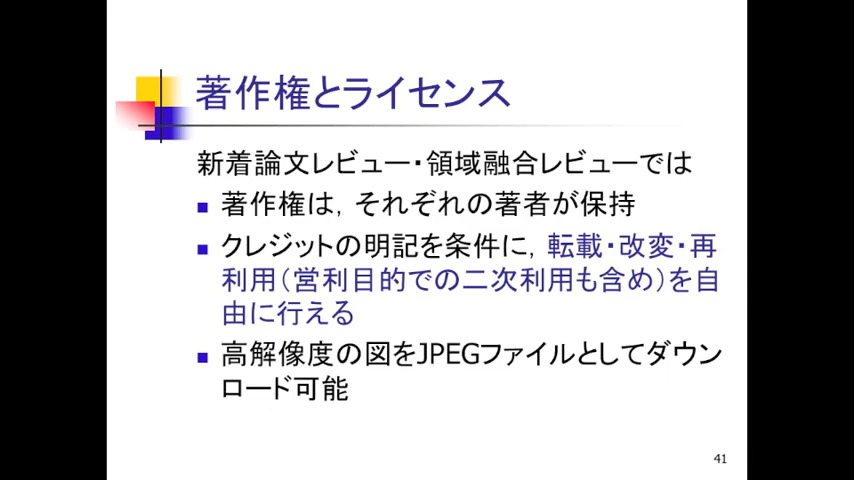 著作権とライセンス
新着論文レビュー・領域融合レビューでは
著作権は，それぞれの著者が保持
クレジットの明記を条件に，転載・改変・再
利用（営利目的での二次利用も含め）を自
由に行える
高解像度の図をJPEGファイルとしてダウン
ロード可能
41